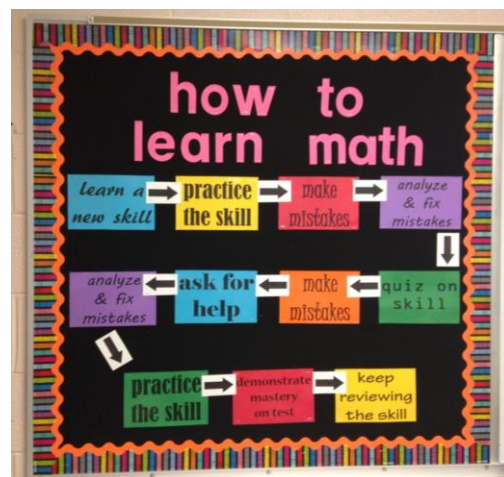 how to
learn math
learn a
new skill
practice
the skill
make
mistakes
analyze
& fix
mistakes
quiz on
skill
make
mistakes
ask for
help
analyze
& fix
mistakes
practice
the skill
demonstrate
mastery
on test
keep
reviewing
the skill